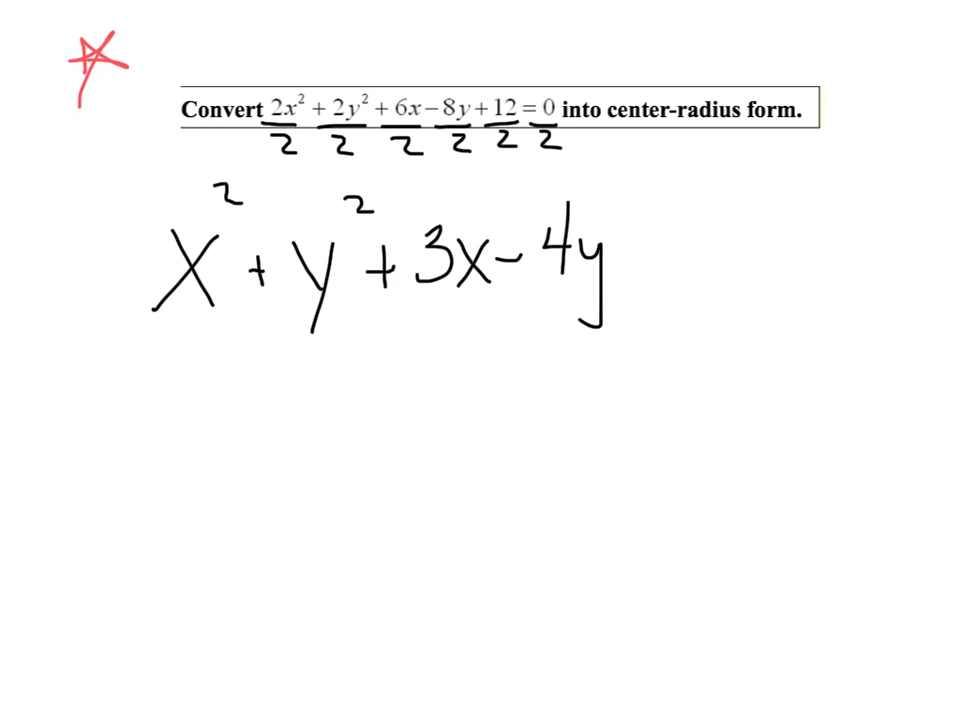 Convert 2x² + 2y² + 6x − 8y + 12 = 0 into center-radius form.
2 2 2 2 2 2
x² + y² + 3x − 4y